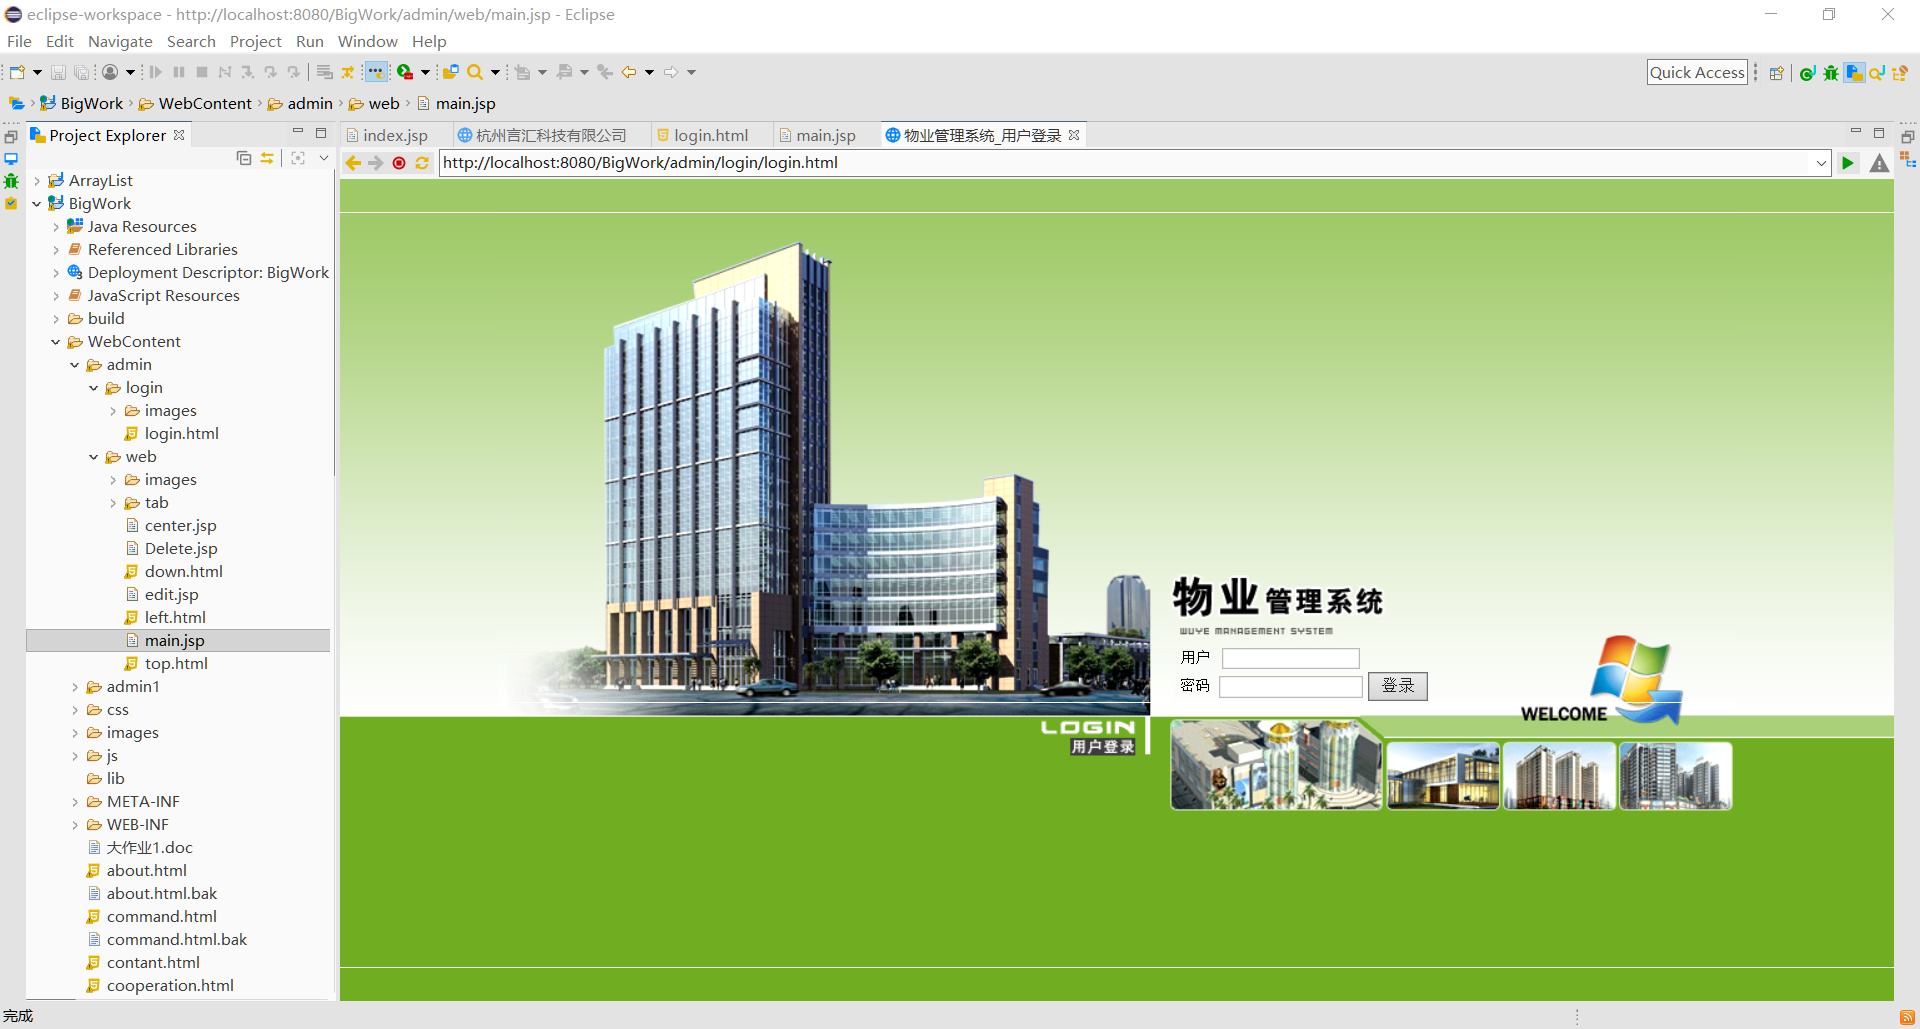 eclipse-workspace - http://localhost:8080/BigWork/admin/web/main.jsp - Eclipse
File Edit Navigate Search Project Run Window Help
Quick Access
BigWork WebContent admin web main.jsp
Project Explorer
index.jsp 杭州言汇科技有限公司 login.html main.jsp 物业管理系统_用户登录
http://localhost:8080/BigWork/admin/login/login.html
ArrayList
BigWork
Java Resources
Referenced Libraries
Deployment Descriptor: BigWork
JavaScript Resources
build
WebContent
admin
login
images
login.html
web
images
tab
center.jsp
Delete.jsp
down.html
edit.jsp
left.html
main.jsp
top.html
admin1
css
images
js
lib
META-INF
WEB-INF
大作业1.doc
about.html
about.html.bak
command.html
command.html.bak
contant.html
cooperation.html
物业管理系统
WUYE MANAGEMENT SYSTEM
用户
密码 登录
WELCOME
LOGIN
用户登录
完成